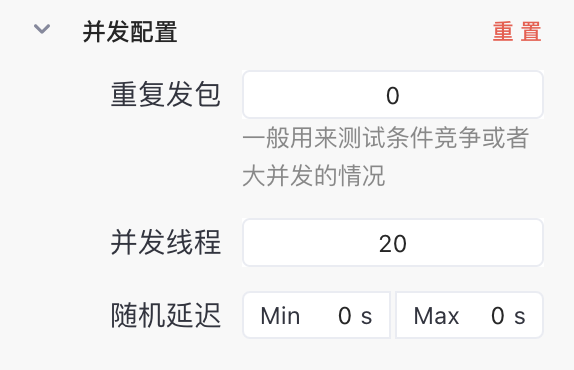 并发配置 重置
重复发包 0
一般用来测试条件竞争或者
大并发的情况
并发线程 20
随机延迟 Min 0 s Max 0 s